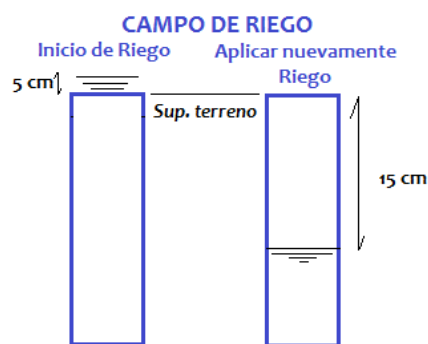 CAMPO DE RIEGO
Inicio de Riego
Aplicar nuevamente
Riego
5 cm
Sup. terreno
15 cm